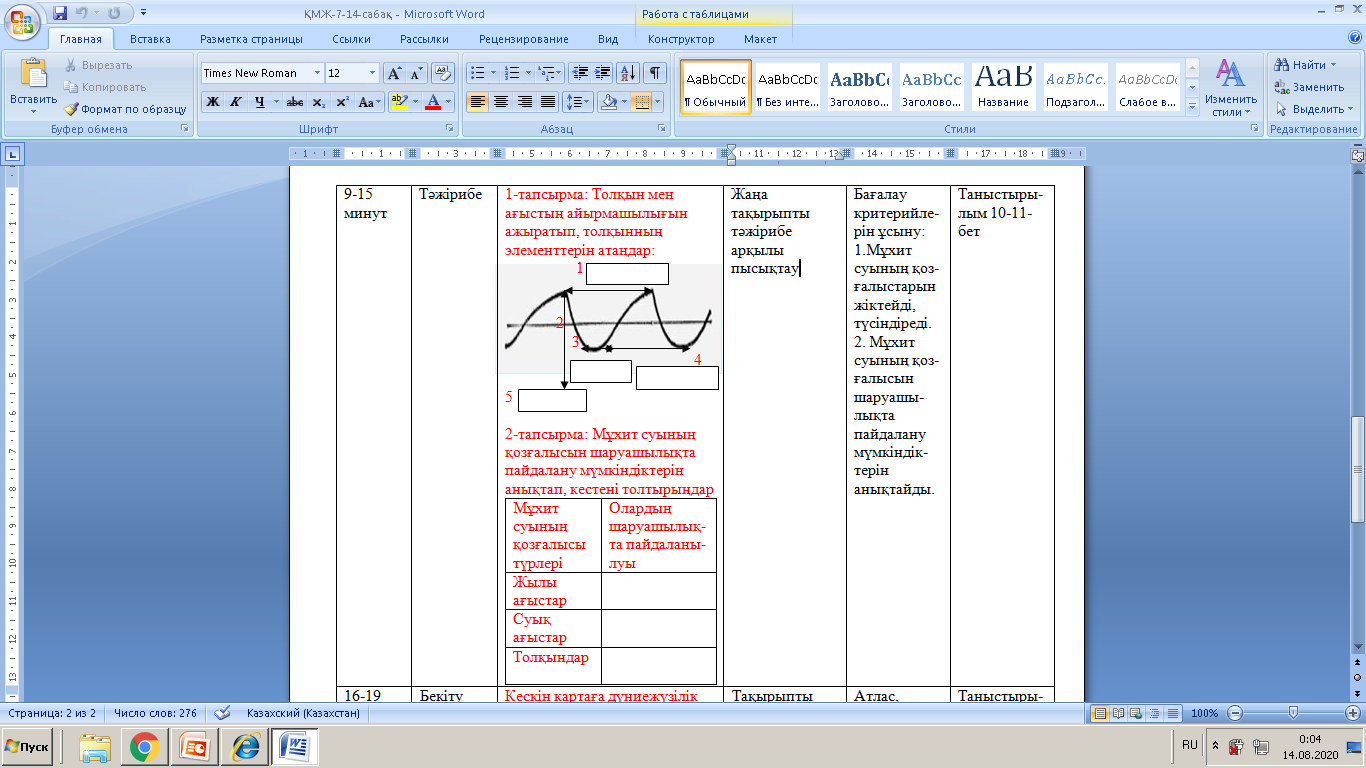 ҚМЖ-7-14-сабақ - Microsoft Word
Работа с таблицами
Главная Вставка Разметка страницы Ссылки Рассылки Рецензирование Вид Конструктор Макет
Вставить
Вырезать
Копировать
Формат по образцу
Буфер обмена
Times New Roman 12
Ж К Ч abc x₂ x² Aa
Шрифт
Абзац
AaBbCcDc AaBbCcDc AaBbCc AaBbCc AaB AaBbCc. AaBbCcDc
¶ Обычный ¶ Без инте... Заголово... Заголово... Название Подзагол... Слабое в...
Стили
Изменить
стили
Найти
Заменить
Выделить
Редактирование
9-15
минут
Тәжірибе
1-тапсырма: Толқын мен
ағыстың айырмашылығын
ажыратып, толқынның
элементтерін атаңдар:
1
2
3
4
5
2-тапсырма: Мұхит суының
қозғалысын шаруашылықта
пайдалану мүмкіндіктерін
анықтап, кестені толтырыңдар
Мұхит
суының
қозғалысы
түрлері
Олардың
шаруашылық-
та пайдаланы-
луы
Жылы
ағыстар
Суық
ағыстар
Толқындар
Жаңа
тақырыпты
тәжірибе
арқылы
пысықтау
Бағалау
критерийле-
рін ұсыну:
1.Мұхит
суының қоз-
ғалыстарын
жіктейді,
түсіндіреді.
2. Мұхит
суының қоз-
ғалысын
шаруашы-
лықта
пайдалану
мүмкіндік-
терін
анықтайды.
Таныстыры-
лым 10-11-
бет
16-19 Бекіту Кескін картаға дүниежүзілік Тақырыпты Атлас, Таныстыры-
Страница: 2 из 2 Число слов: 276 Казахский (Казахстан) 100%
Пуск RU 0:04
14.08.2020